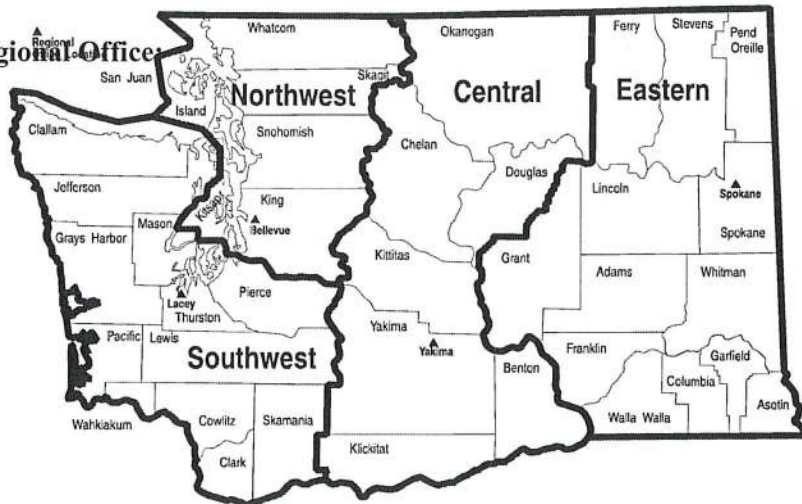 Whatcom
Okanogan
Ferry
Stevens
Pend
Oreille
Regional
gional Office:
San Juan
Skagit
Island
Northwest
Central
Eastern
Clallam
Snohomish
Chelan
Douglas
Jefferson
Lincoln
Spokane
Kitsap
King
Mason
Bellevue
Grays Harbor
Spokane
Kittitas
Grant
Adams
Whitman
Pierce
Lacey
Thurston
Yakima
Pacific
Lewis
Yakima
Franklin
Garfield
Southwest
Benton
Columbia
Asotin
Wahkiakum
Cowlitz
Skamania
Walla Walla
Klickitat
Clark